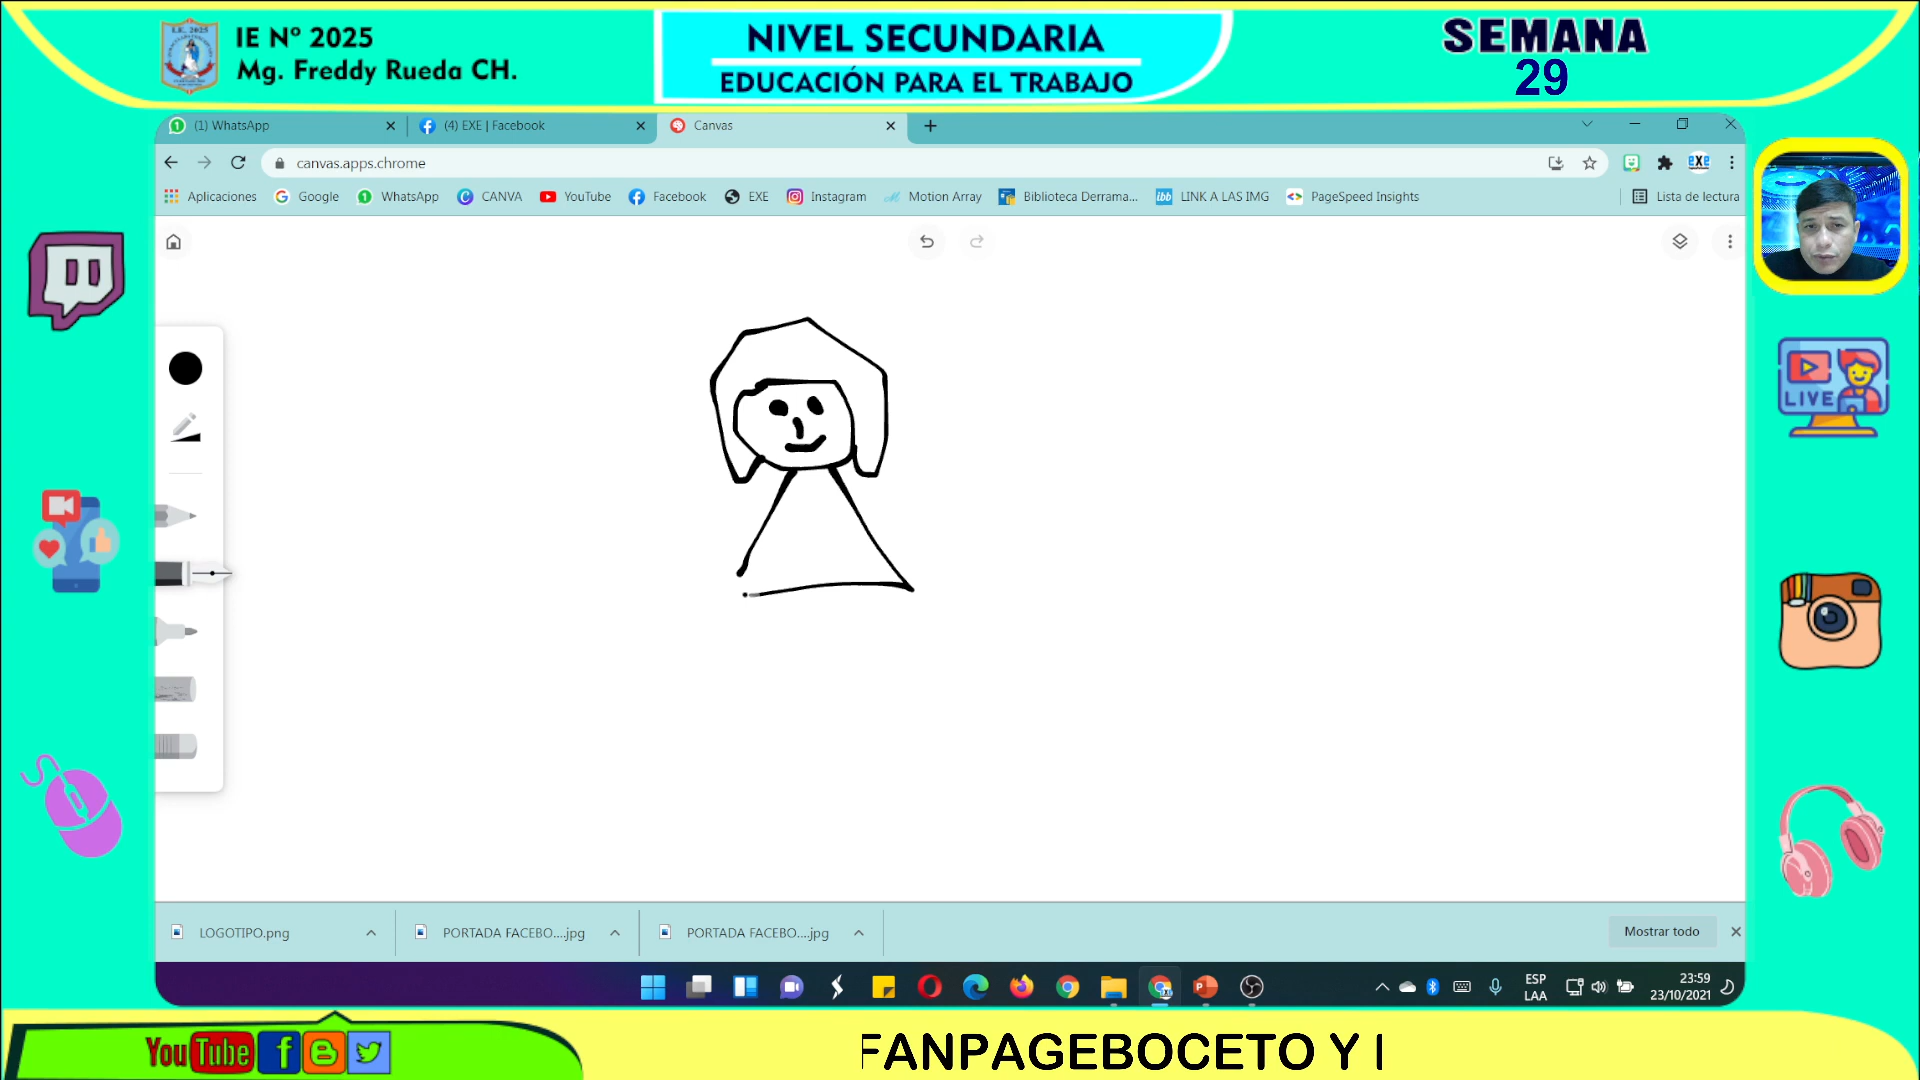 IE Nº 2025
Mg. Freddy Rueda CH.
NIVEL SECUNDARIA
EDUCACIÓN PARA EL TRABAJO
SEMANA
29
(1) WhatsApp
(4) EXE | Facebook
Canvas
canvas.apps.chrome
Aplicaciones
Google
WhatsApp
CANVA
YouTube
Facebook
EXE
Instagram
Motion Array
Biblioteca Derrama...
LINK A LAS IMG
PageSpeed Insights
Lista de lectura
LIVE
LOGOTIPO.png
PORTADA FACEBO....jpg
PORTADA FACEBO....jpg
Mostrar todo
ESP
LAA
23:59
23/10/2021
YouTube
FANPAGEBOCETO Y